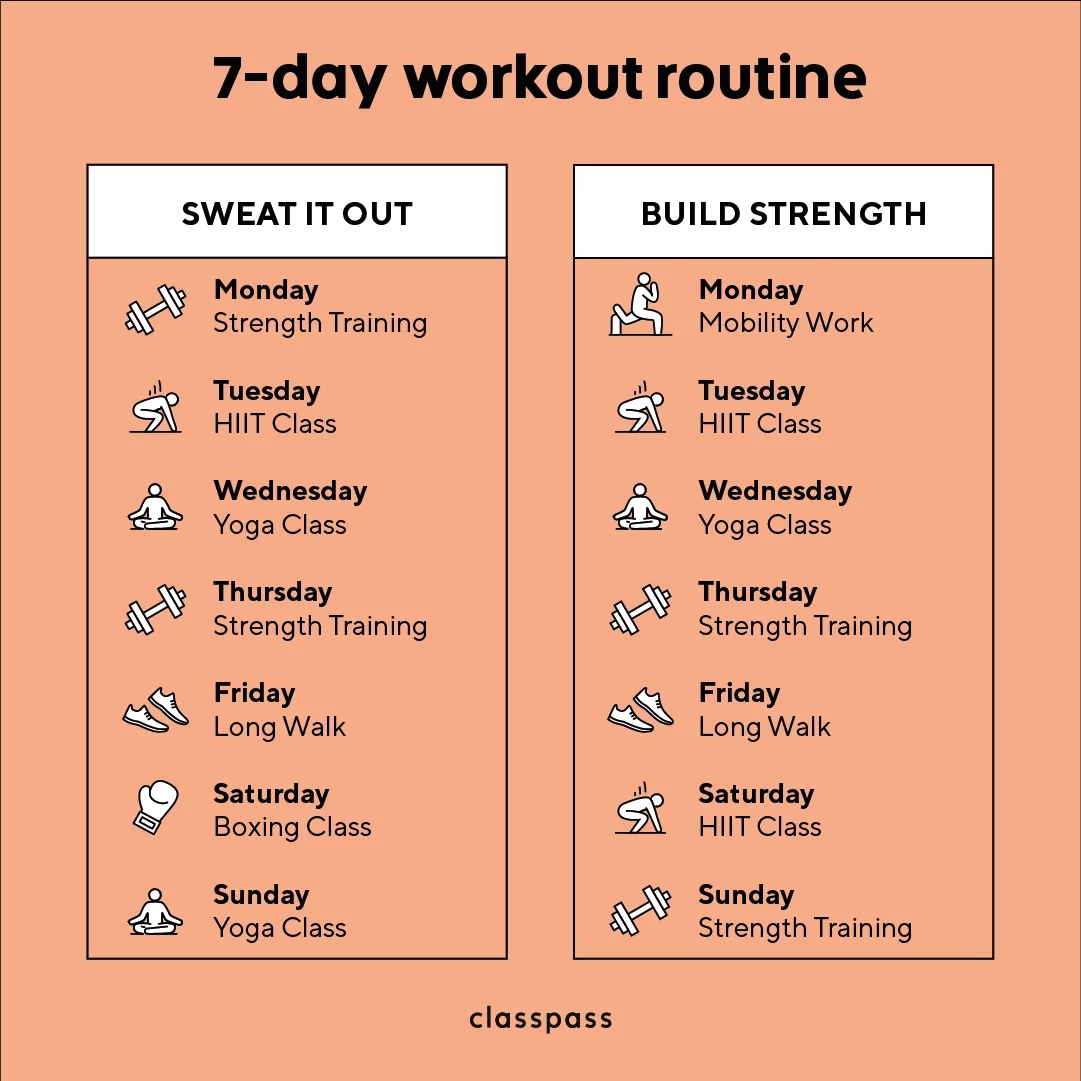 7-day workout routine
SWEAT IT OUT
Monday
Strength Training
Tuesday
HIIT Class
Wednesday
Yoga Class
Thursday
Strength Training
Friday
Long Walk
Saturday
Boxing Class
Sunday
Yoga Class
BUILD STRENGTH
Monday
Mobility Work
Tuesday
HIIT Class
Wednesday
Yoga Class
Thursday
Strength Training
Friday
Long Walk
Saturday
HIIT Class
Sunday
Strength Training
classpass